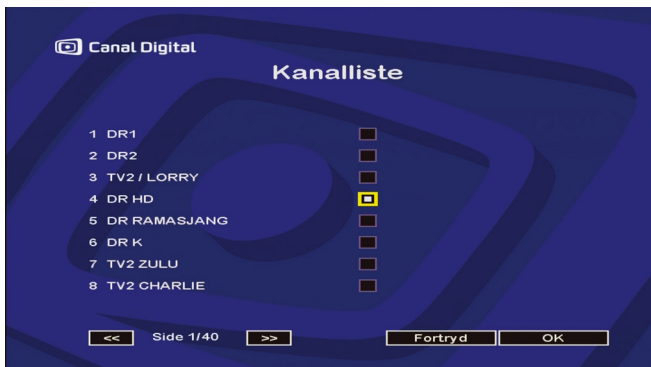 Canal Digital
Kanalliste
1 DR1
2 DR2
3 TV2 / LORRY
4 DR HD
5 DR RAMASJANG
6 DR K
7 TV2 ZULU
8 TV2 CHARLIE
<< Side 1/40 >> Fortryd OK